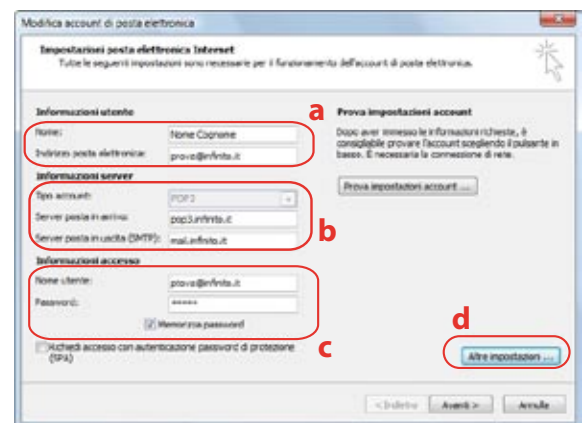 Modifica account di posta elettronica
Impostazioni posta elettronica Internet
Tutte le seguenti impostazioni sono necessarie per il funzionamento dell'account di posta elettronica.
Informazioni utente
a
Nome:
Nome Cognome
Indirizzo posta elettronica:
prova@infinito.it
Informazioni server
Tipo account:
POP3
Server posta in arrivo:
pop3.infinito.it
Server posta in uscita (SMTP):
mail.infinito.it
b
Informazioni accesso
Nome utente:
prova@infinito.it
Password:
*****
Memorizza password
c
Richiedi accesso con autenticazione password di protezione
(SPA)
Prova impostazioni account
Dopo aver immesso le informazioni richieste, è
consigliabile provare l'account scegliendo il pulsante in
basso. È necessaria la connessione di rete.
Prova impostazioni account ...
d
Altre impostazioni ...
< Indietro
Avanti >
Annulla